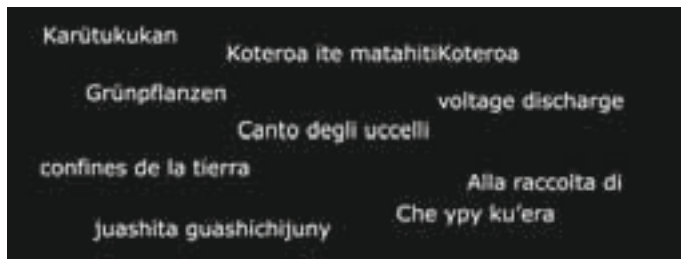 Karütukukan
Koteroa ite matahitiKoteroa
Grünpflanzen
voltage discharge
Canto degli uccelli
confines de la tierra
Alla raccolta di
Che ypy ku'era
juashita guashichijuny